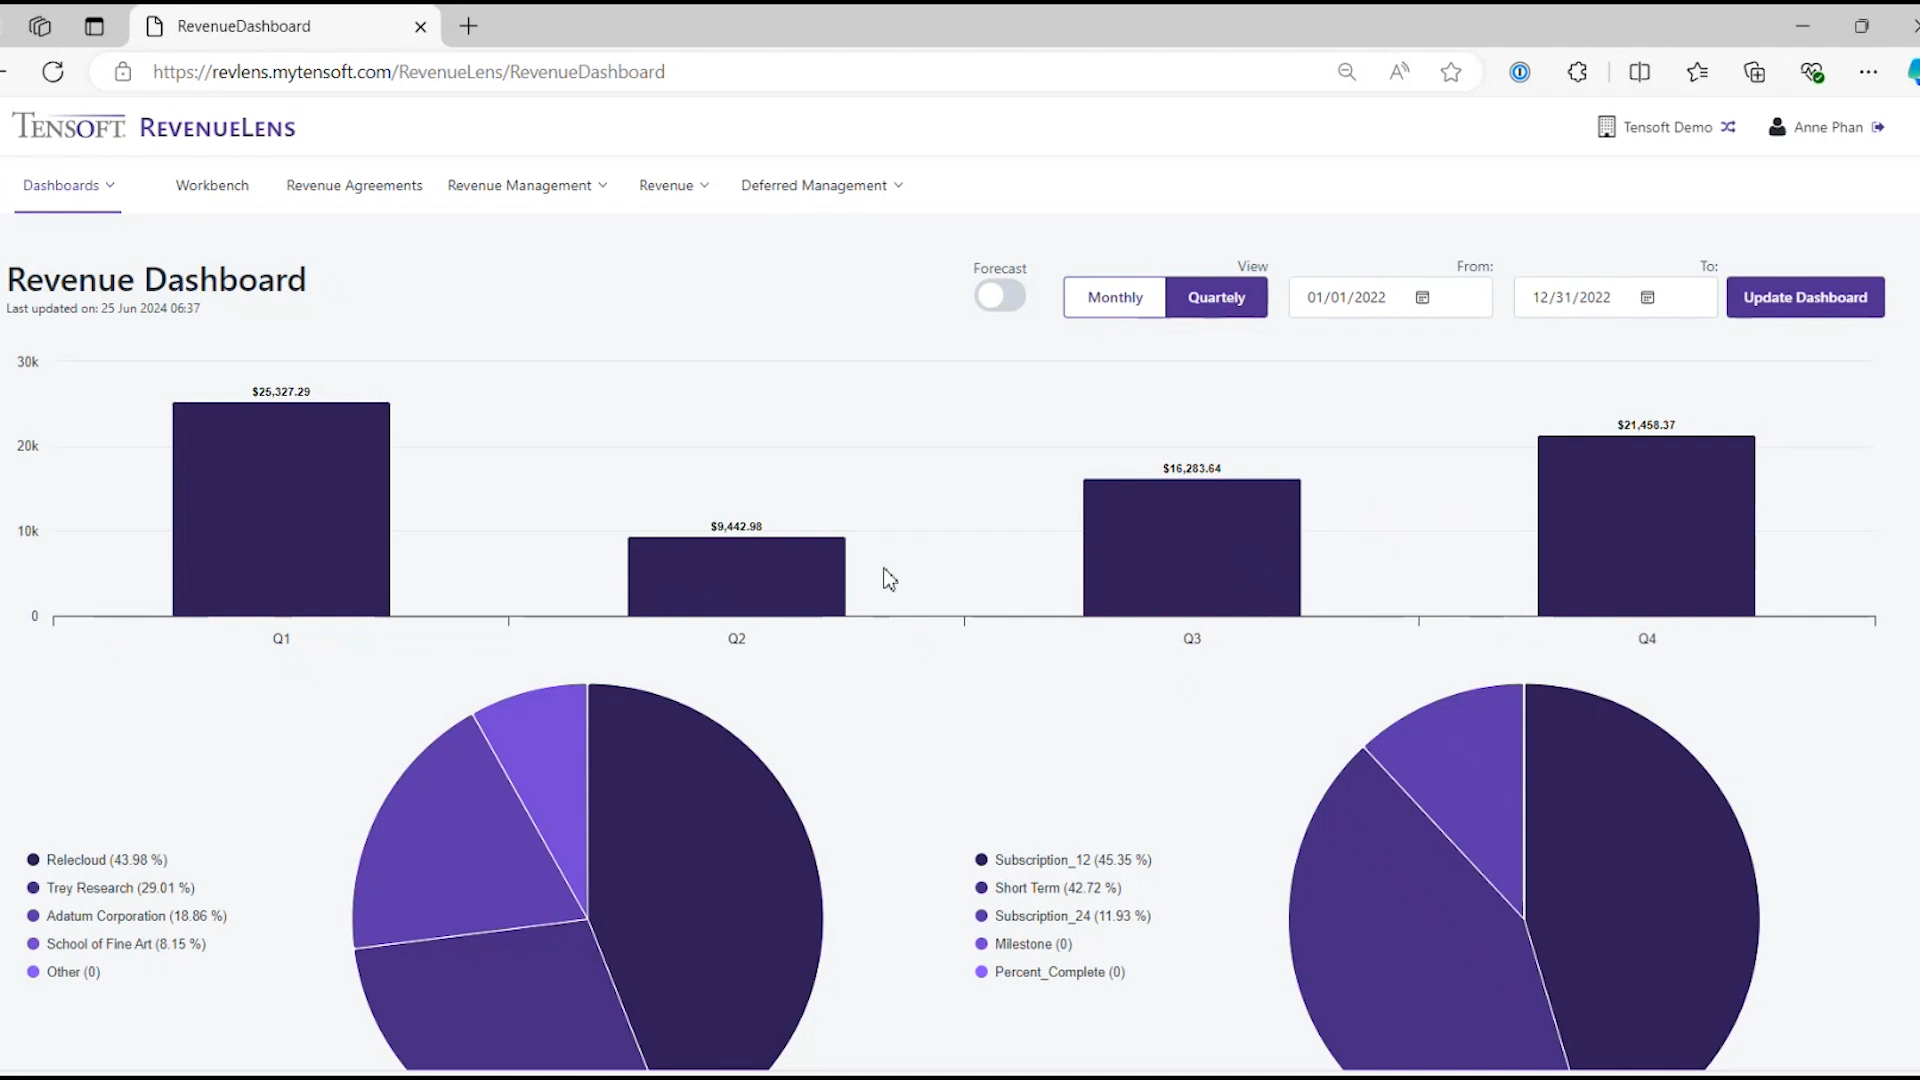 RevenueDashboard
https://revlens.mytensoft.com/RevenueLens/RevenueDashboard
TENSOFT REVENUELENS
Tensoft Demo
Anne Phan
Dashboards
Workbench
Revenue Agreements
Revenue Management
Revenue
Deferred Management
Revenue Dashboard
Last updated on: 25 Jun 2024 06:37
Forecast
View
Monthly
Quartely
From:
01/01/2022
To:
12/31/2022
Update Dashboard
30k
20k
10k
0
$25,327.29
$9,442.98
$16,283.64
$21,458.37
Q1
Q2
Q3
Q4
Relecloud (43.98 %)
Trey Research (29.01 %)
Adatum Corporation (18.86 %)
School of Fine Art (8.15 %)
Other (0)
Subscription_12 (45.35 %)
Short Term (42.72 %)
Subscription_24 (11.93 %)
Milestone (0)
Percent_Complete (0)